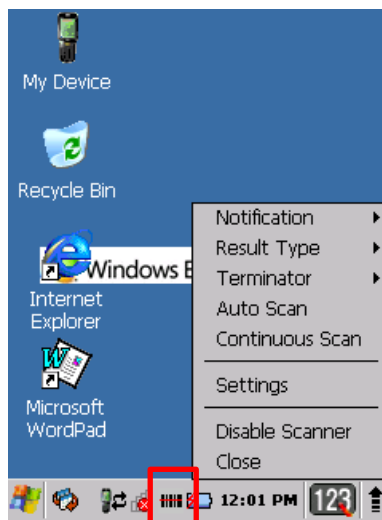 My Device
Recycle Bin
Windows E
Internet
Explorer
Microsoft
WordPad
Notification
Result Type
Terminator
Auto Scan
Continuous Scan
Settings
Disable Scanner
Close
12:01 PM
123